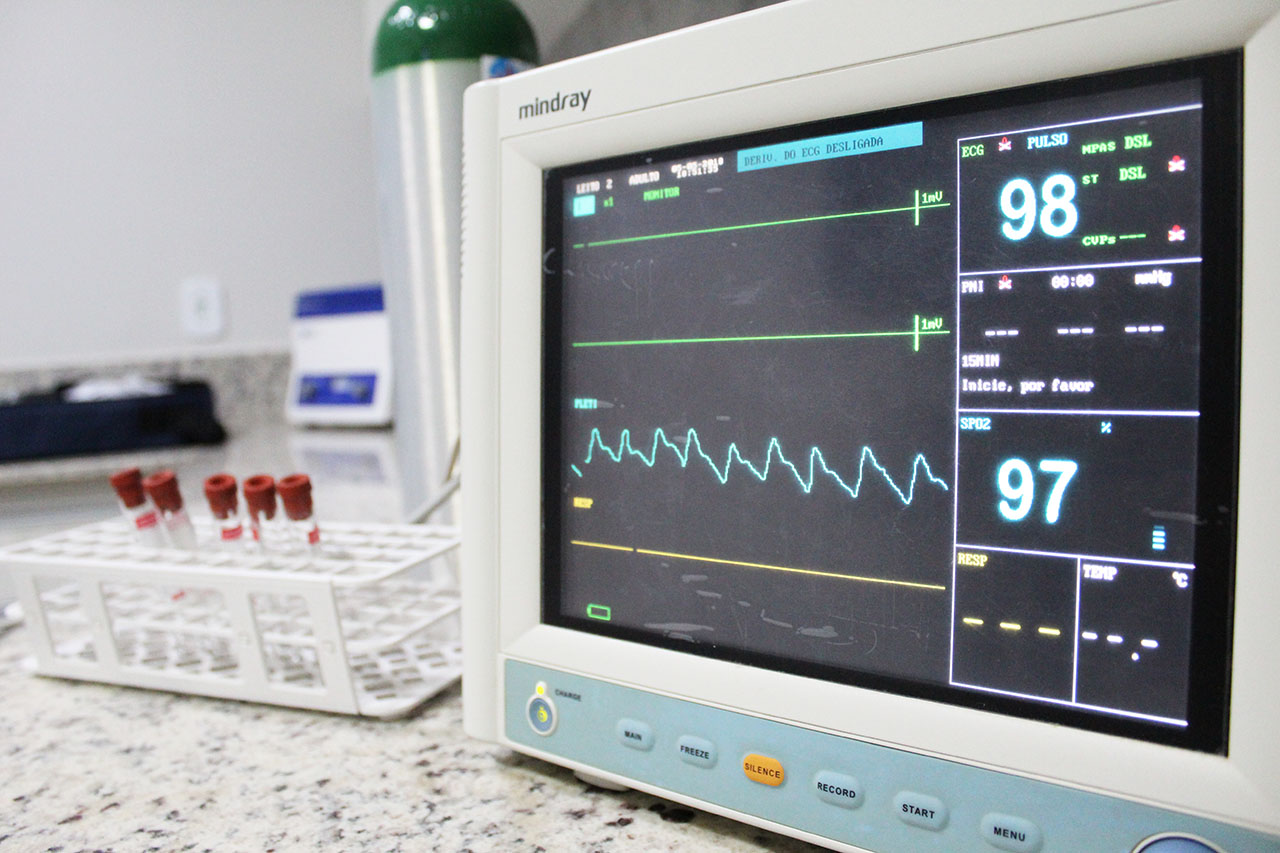 mindray
DERIV. DO ECG DESLIGADA
LEITO 2 ADULTO
×1 MONITOR
1mV
1mV
PLETI
RESP
ECG PULSO MPAS DSL
98 ST DSL
CVPs ---
PNI 00:00 mmHg
--- --- ---
15MIN
Inicie, por favor
SPO2 %
97
RESP TEMP °C
--- --.-
CHARGE
MAIN FREEZE SILENCE RECORD START MENU